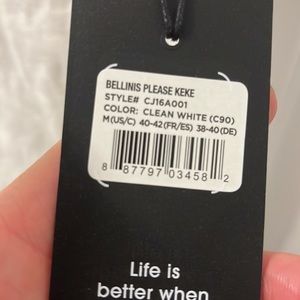 BELLINIS PLEASE KEKE
STYLE# CJ16A001
COLOR: CLEAN WHITE (C90)
M(US/C) 40-42(FR/ES) 38-40(DE)
8 87797 03458 2
Life is
better when